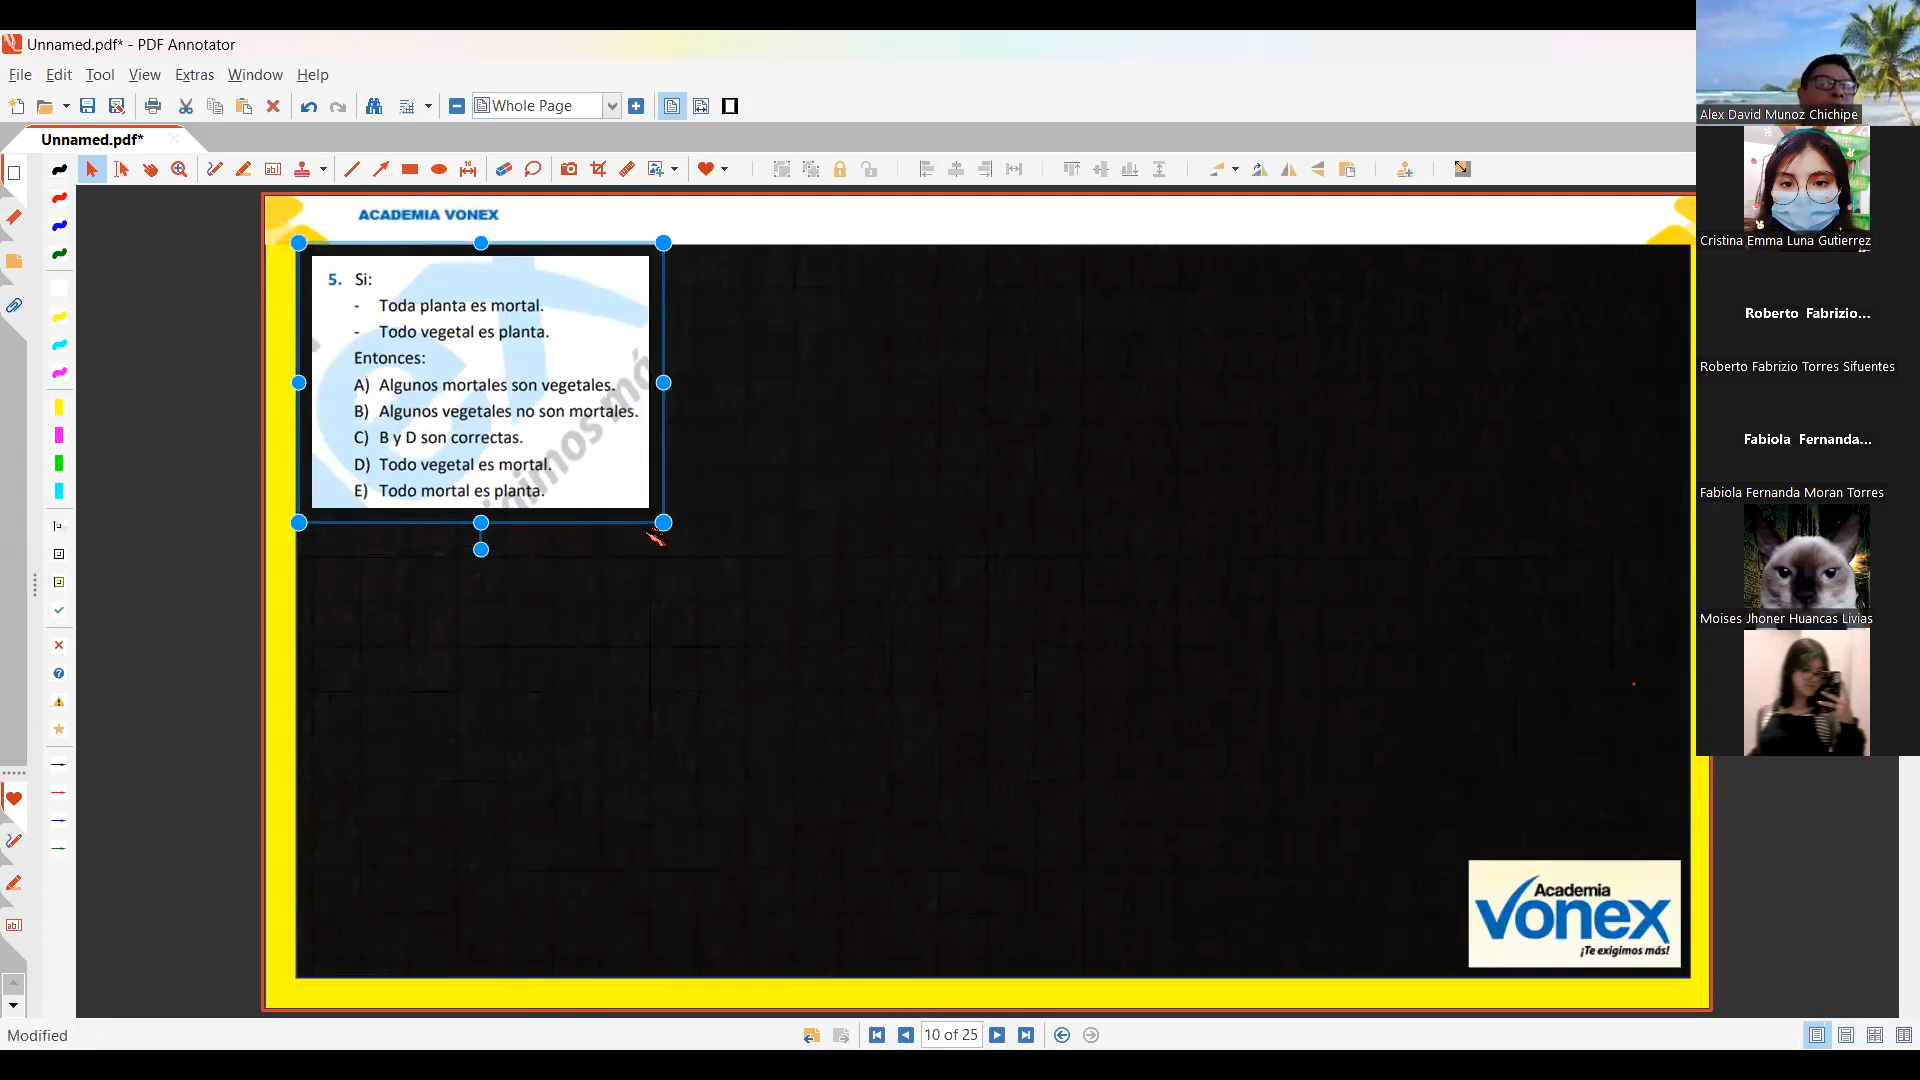 Unnamed.pdf* - PDF Annotator
File Edit Tool View Extras Window Help
Whole Page
Unnamed.pdf*
ACADEMIA VONEX
5. Si:
- Toda planta es mortal.
- Todo vegetal es planta.
Entonces:
A) Algunos mortales son vegetales.
B) Algunos vegetales no son mortales.
C) B y D son correctas.
D) Todo vegetal es mortal.
E) Todo mortal es planta.
Academia
vonex
¡Te exigimos más!
Alex David Munoz Chichipe
Cristina Emma Luna Gutierrez
Roberto Fabrizio...
Roberto Fabrizio Torres Sifuentes
Fabiola Fernanda...
Fabiola Fernanda Moran Torres
Moises Jhoner Huancas Livias
Modified
10 of 25